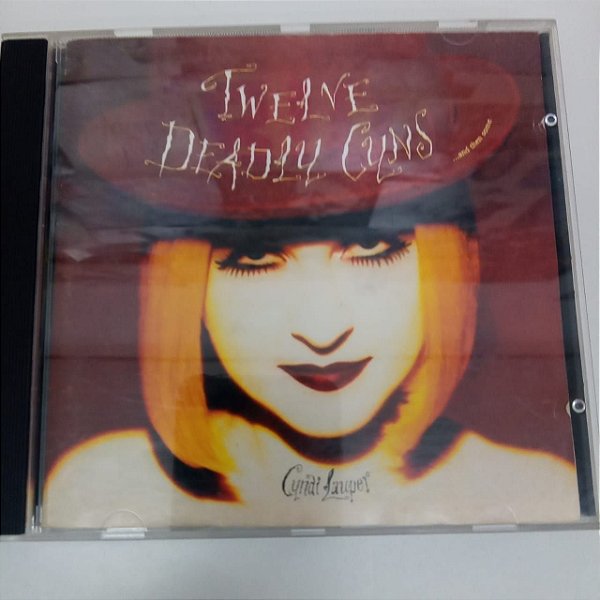 Twelve
Deadly Cyns
...and then some
Cyndi Lauper